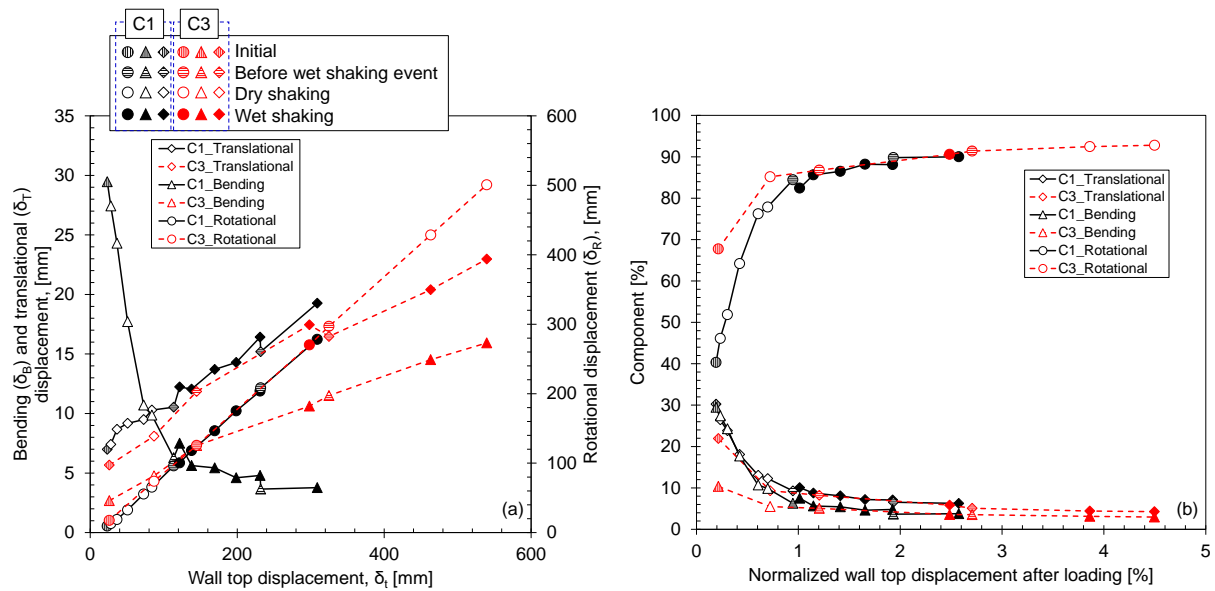 C1
C3
Initial
Before wet shaking event
Dry shaking
Wet shaking
35
30
25
20
15
10
5
0
Bending (δB) and translational (δT)
displacement, [mm]
600
500
400
300
200
100
0
Rotational displacement (δR), [mm]
C1_Translational
C3_Translational
C1_Bending
C3_Bending
C1_Rotational
C3_Rotational
(a)
0
200
400
600
Wall top displacement, δt [mm]
100
90
80
70
60
50
40
30
20
10
0
Component [%]
C1_Translational
C3_Translational
C1_Bending
C3_Bending
C1_Rotational
C3_Rotational
(b)
0
1
2
3
4
5
Normalized wall top displacement after loading [%]